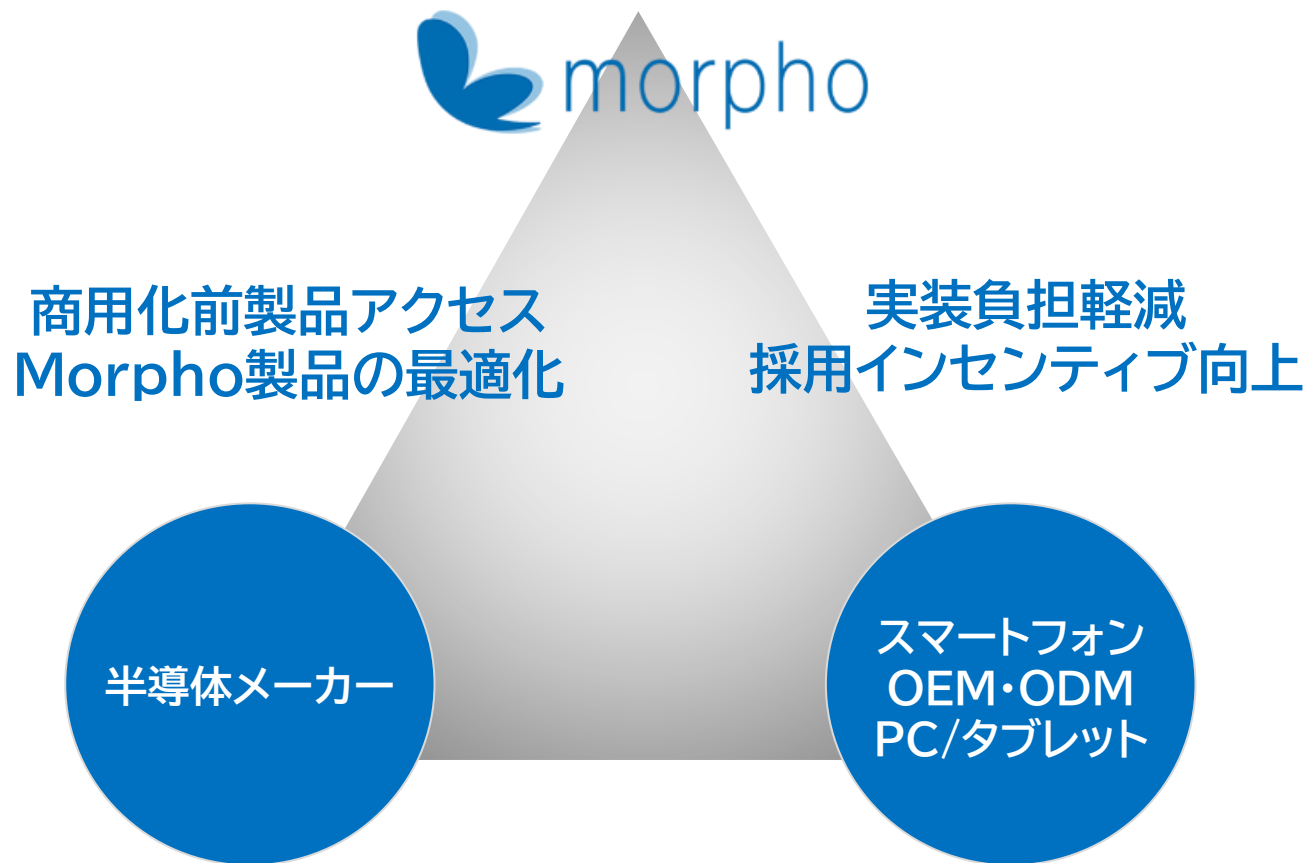 morpho
商用化前製品アクセス
Morpho製品の最適化
実装負担軽減
採用インセンティブ向上
半導体メーカー
スマートフォン
OEM・ODM
PC/タブレット